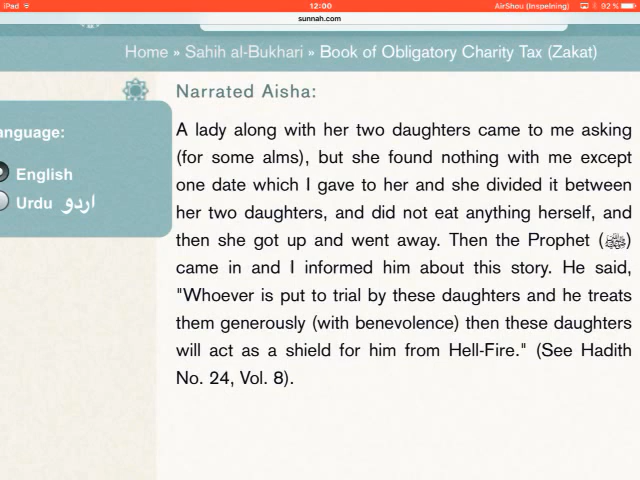 iPad 12:00 AirShou (Inspelning) 92 %
sunnah.com
Home » Sahih al-Bukhari » Book of Obligatory Charity Tax (Zakat)
Narrated Aisha:
anguage:
English
Urdu اردو
A lady along with her two daughters came to me asking
(for some alms), but she found nothing with me except
one date which I gave to her and she divided it between
her two daughters, and did not eat anything herself, and
then she got up and went away. Then the Prophet (ﷺ)
came in and I informed him about this story. He said,
"Whoever is put to trial by these daughters and he treats
them generously (with benevolence) then these daughters
will act as a shield for him from Hell-Fire." (See Hadith
No. 24, Vol. 8).